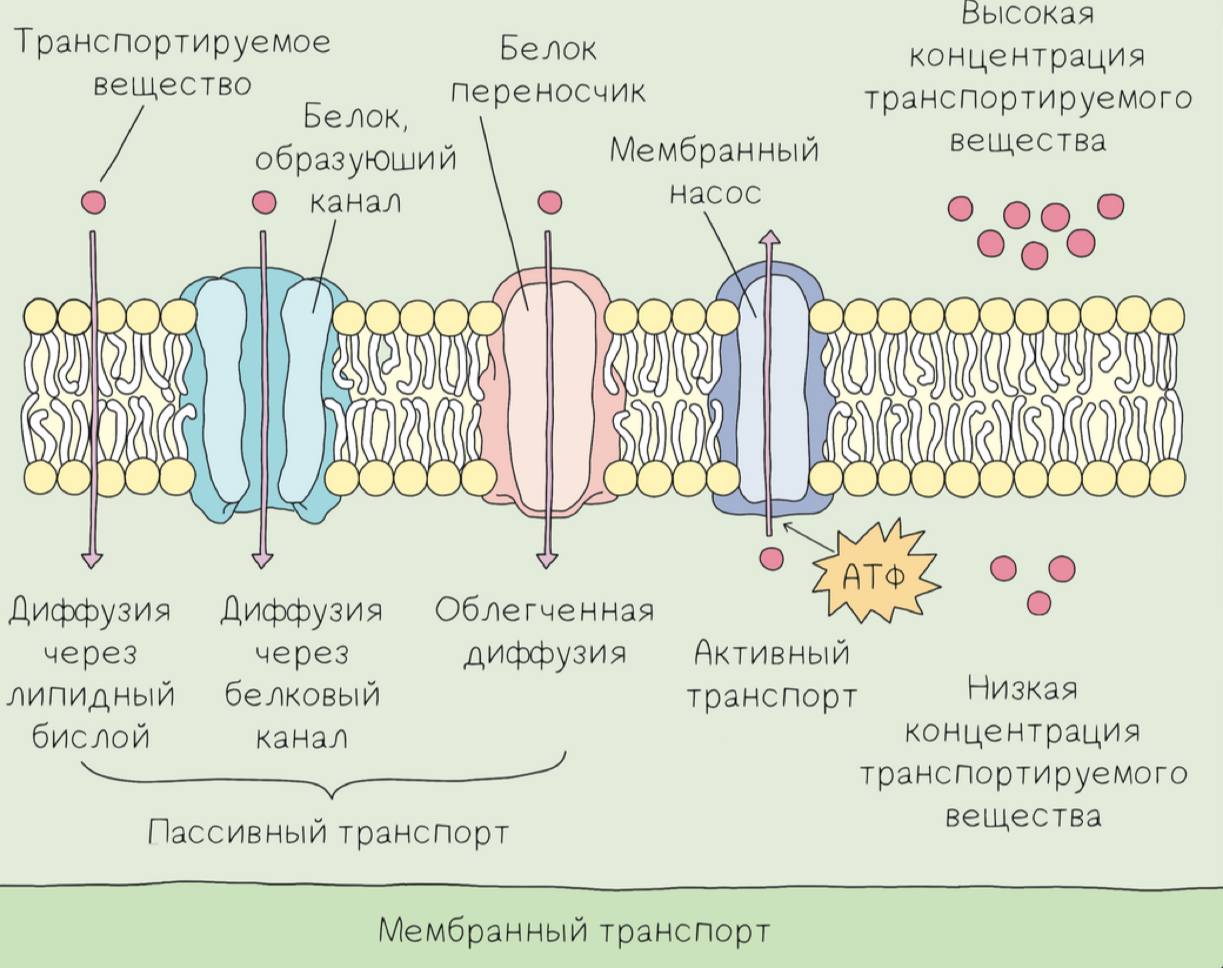 Транспортируемое
вещество
Белок,
образуюший
канал
Белок
переносчик
Мембранный
насос
Высокая
концентрация
транспортируемого
вещества
АТФ
Диффузия
через
липидный
бислой
Диффузия
через
белковый
канал
Облегченная
диффузия
Активный
транспорт
Низкая
концентрация
транспортируемого
вещества
Пассивный транспорт
Мембранный транспорт